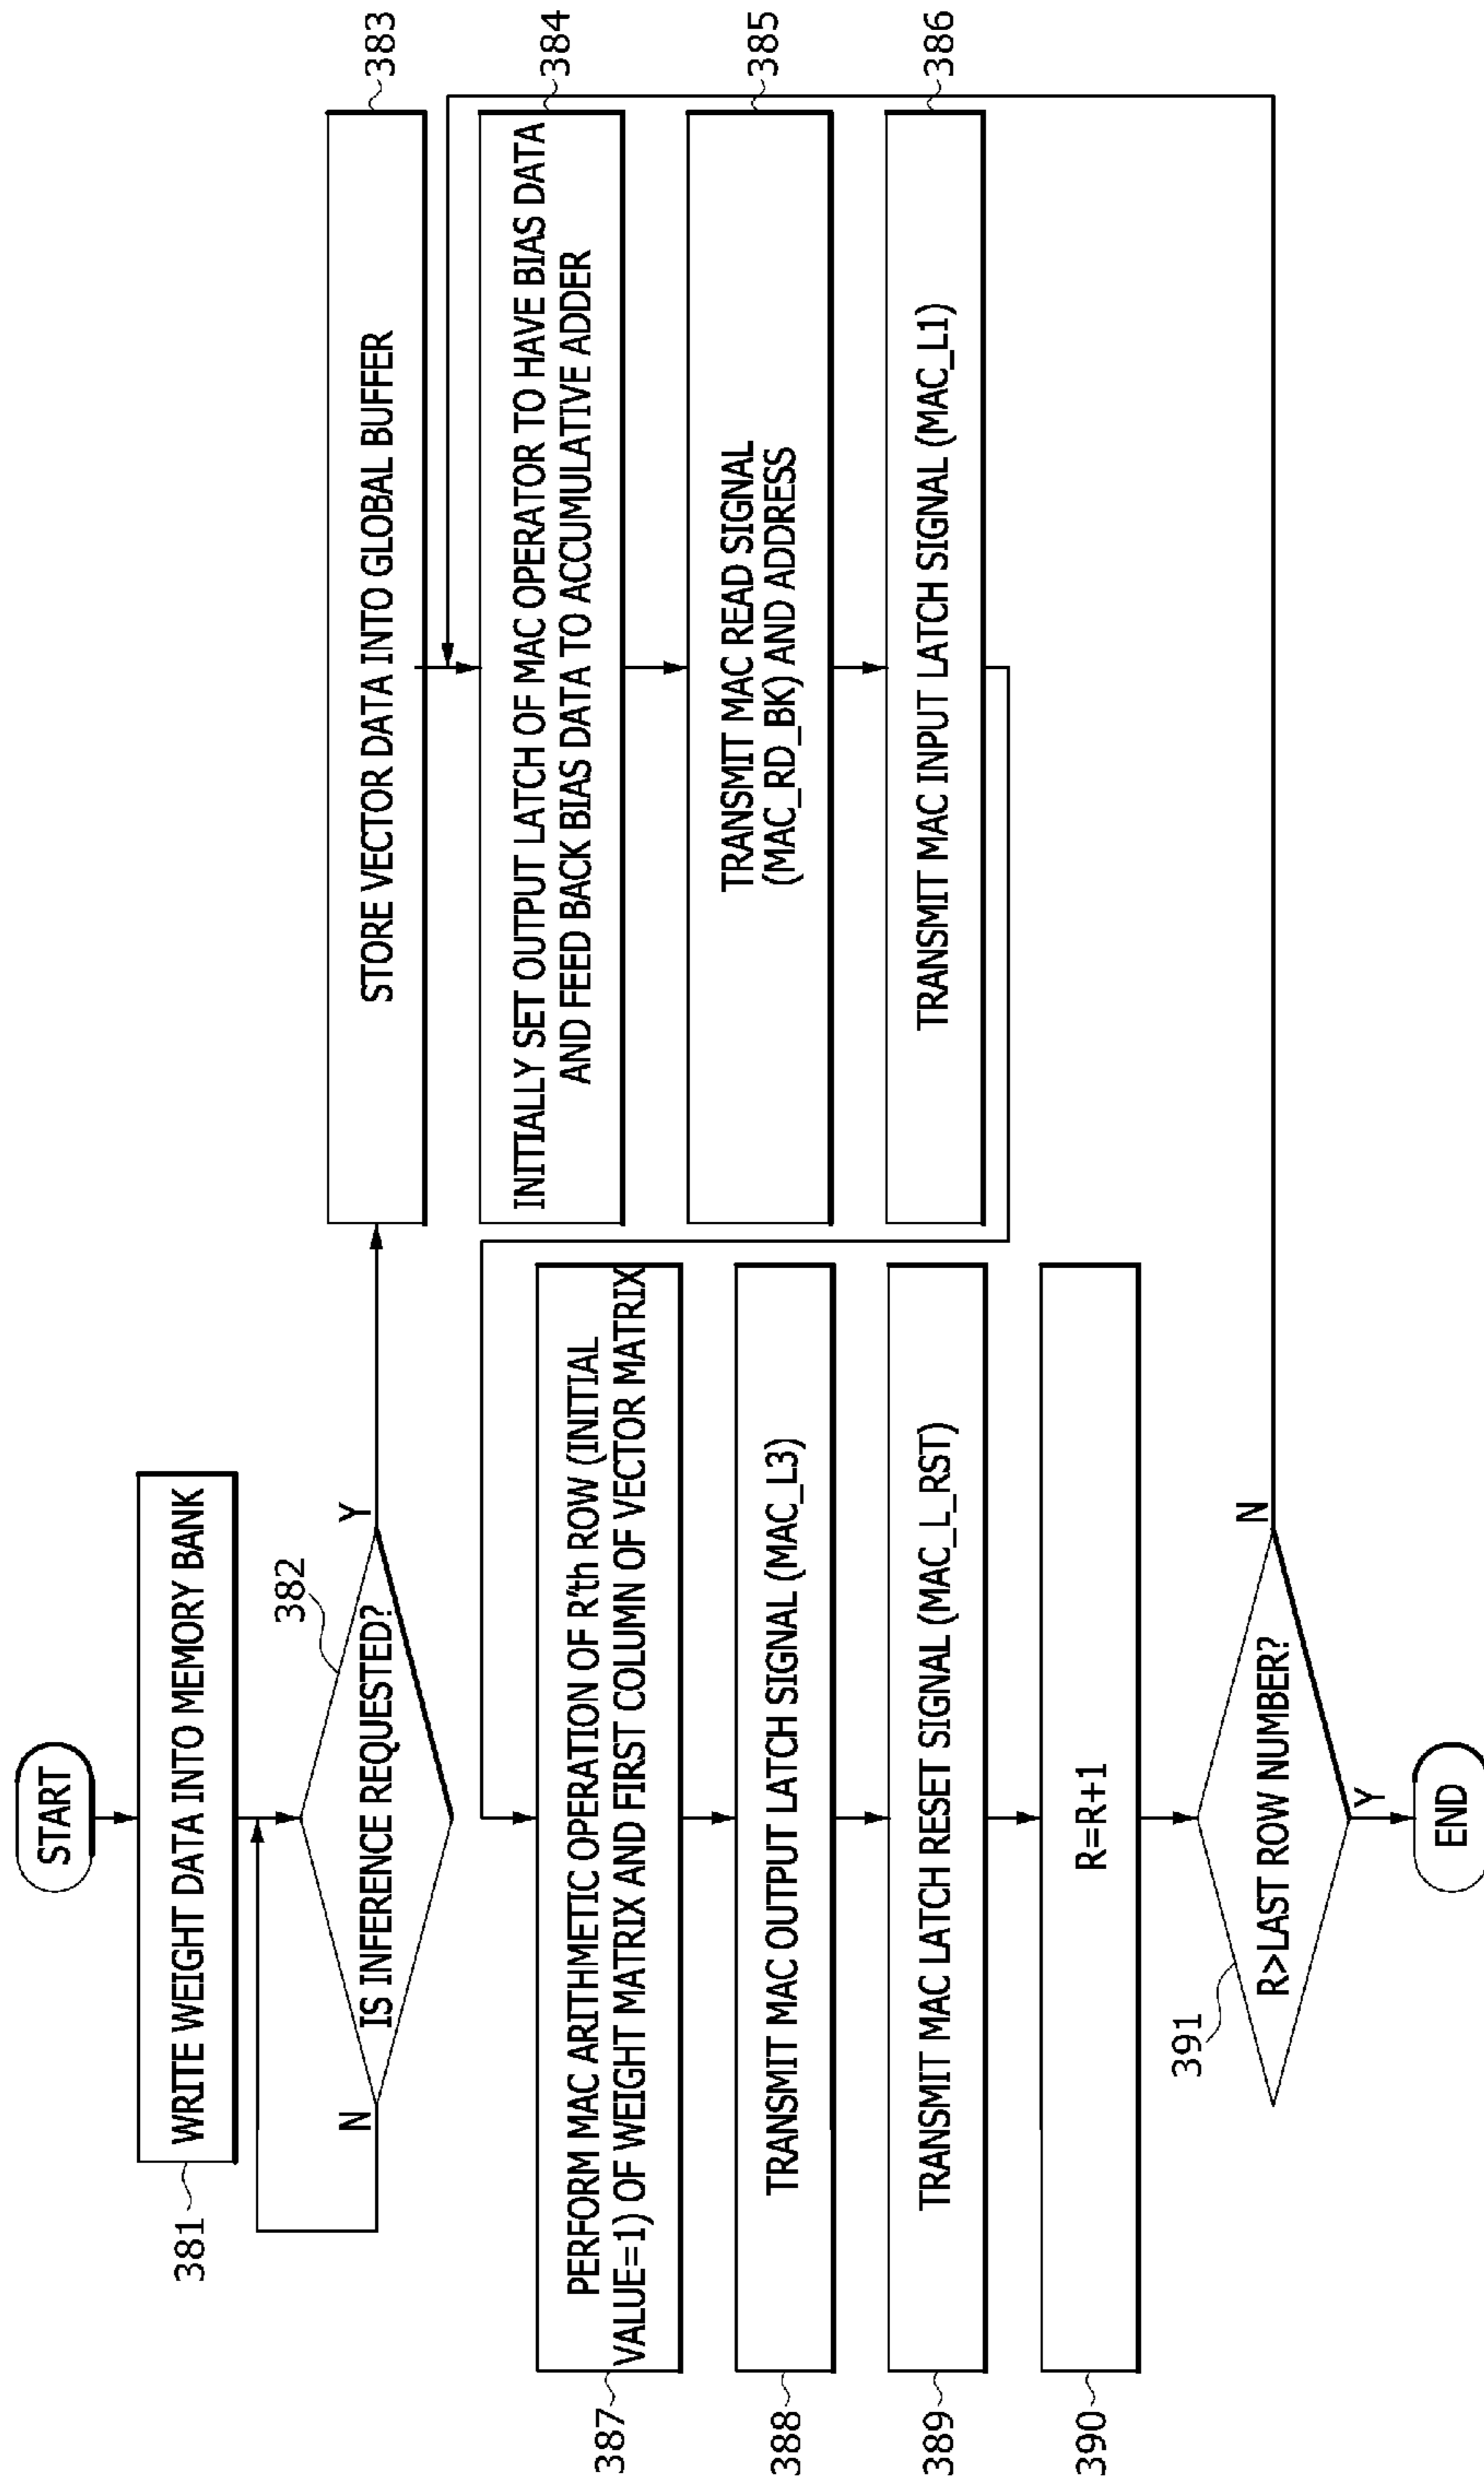 START
381
WRITE WEIGHT DATA INTO MEMORY BANK
382
IS INFERENCE REQUESTED?
N
Y
STORE VECTOR DATA INTO GLOBAL BUFFER
383
INITIALLY SET OUTPUT LATCH OF MAC OPERATOR TO HAVE BIAS DATA
AND FEED BACK BIAS DATA TO ACCUMULATIVE ADDER
384
TRANSMIT MAC READ SIGNAL
(MAC_RD_BK) AND ADDRESS
385
TRANSMIT MAC INPUT LATCH SIGNAL (MAC_L1)
386
387
PERFORM MAC ARITHMETIC OPERATION OF R'th ROW (INITIAL
VALUE=1) OF WEIGHT MATRIX AND FIRST COLUMN OF VECTOR MATRIX
388
TRANSMIT MAC OUTPUT LATCH SIGNAL (MAC_L3)
389
TRANSMIT MAC LATCH RESET SIGNAL (MAC_L_RST)
390
R=R+1
391
R>LAST ROW NUMBER?
N
Y
END